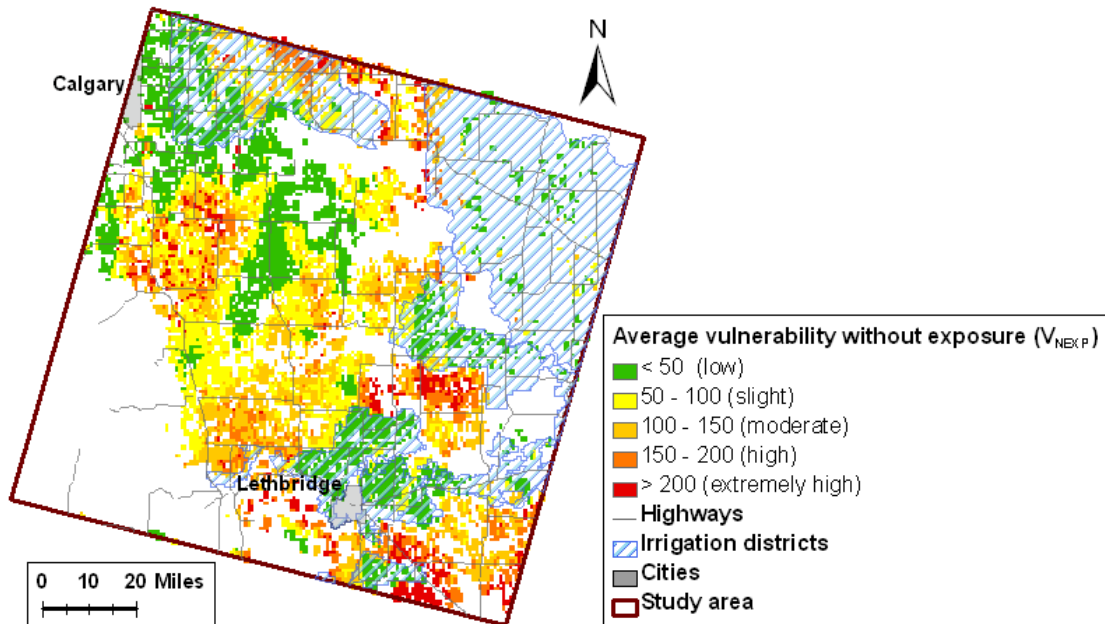 N
Calgary
Lethbridge
0 10 20 Miles
Average vulnerability without exposure (VNEXP)
< 50 (low)
50 - 100 (slight)
100 - 150 (moderate)
150 - 200 (high)
> 200 (extremely high)
Highways
Irrigation districts
Cities
Study area